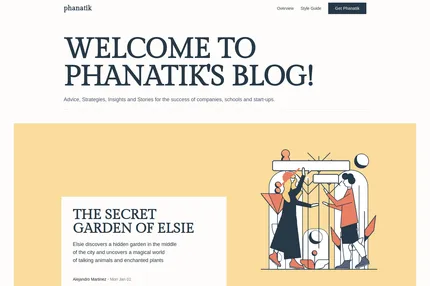 phanatik
Overview Style Guide Get Phanatik
WELCOME TO
PHANATIK'S BLOG!
Advice, Strategies, Insights and Stories for the success of companies, schools and start-ups.
THE SECRET
GARDEN OF ELSIE
Elsie discovers a hidden garden in the middle
of the city and uncovers a magical world
of talking animals and enchanted plants
Alejandro Martinez - Mon Jan 01